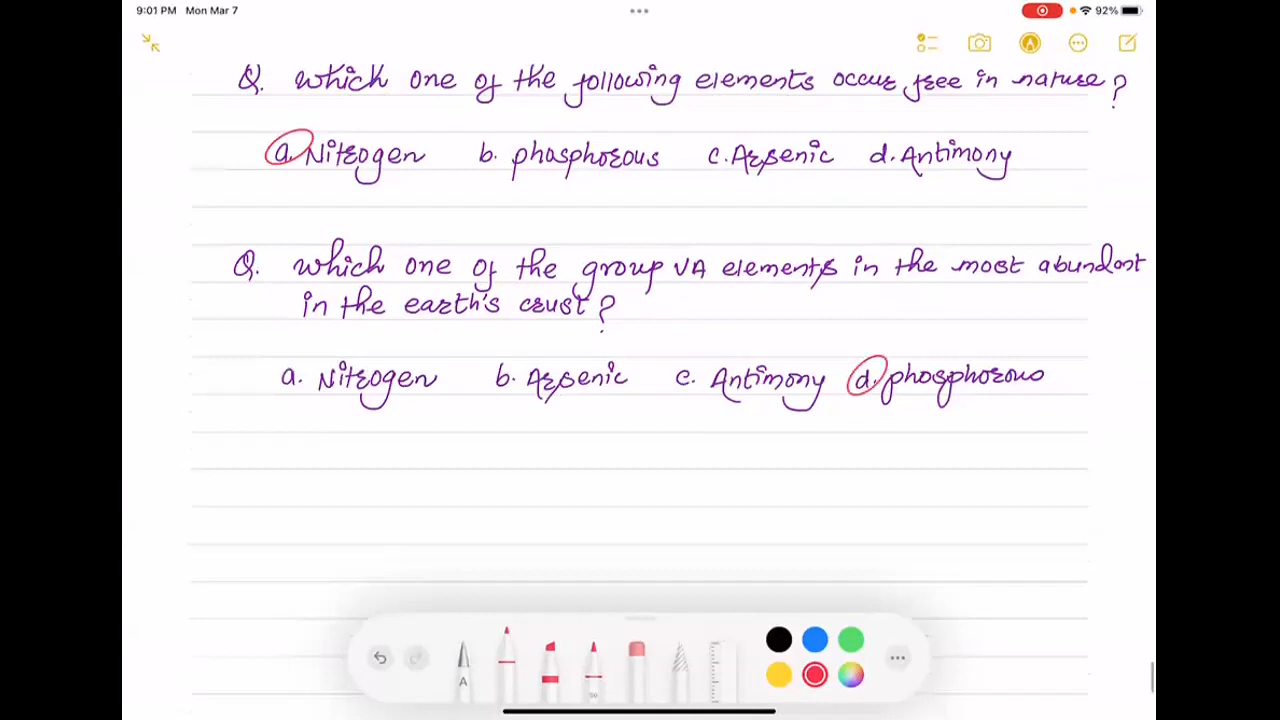 9:01 PM Mon Mar 7
92%
Q. which one of the following elements occur free in nature?
a. Nitrogen b. phosphorous c. Arsenic d. Antimony
Q. which one of the group VA elements in the most abundant
in the earth's crust?
a. Nitrogen b. Arsenic c. Antimony d. phosphorous
A
50